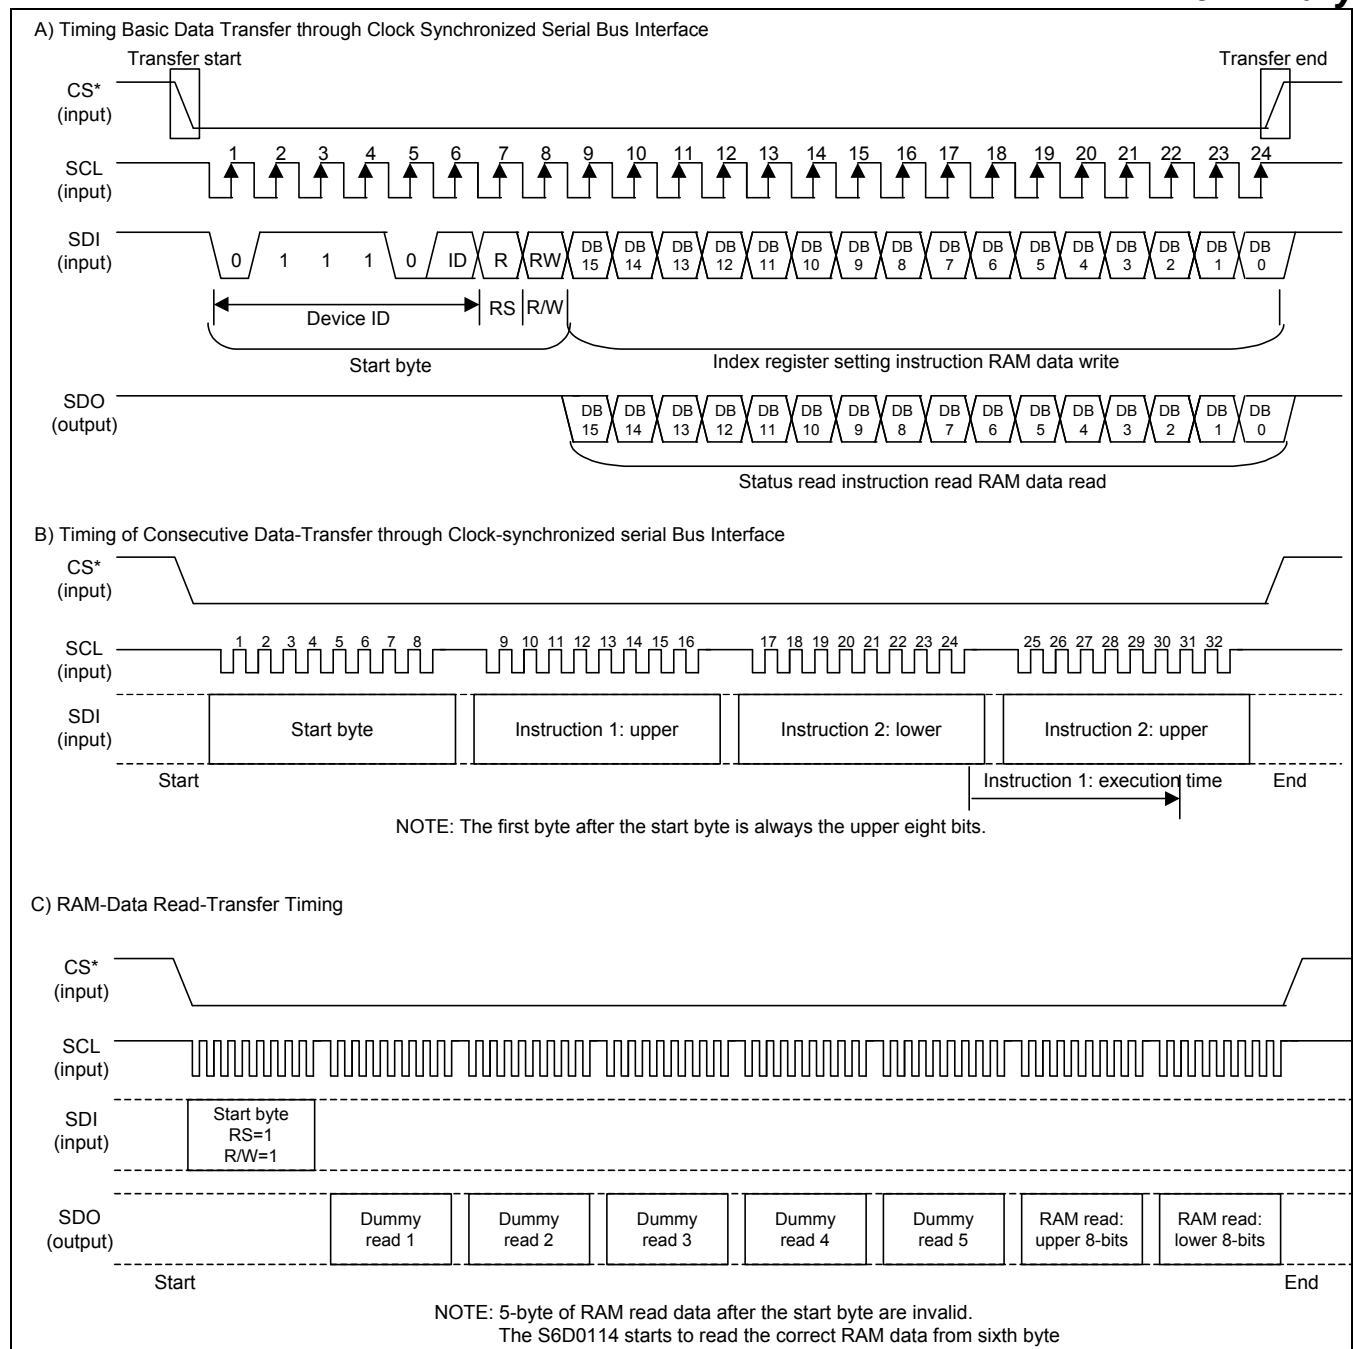 A) Timing Basic Data Transfer through Clock Synchronized Serial Bus Interface
Transfer start
Transfer end
CS*
(input)
1 2 3 4 5 6 7 8 9 10 11 12 13 14 15 16 17 18 19 20 21 22 23 24
SCL
(input)
SDI
(input)
0 1 1 1 0 ID R RW DB 15 DB 14 DB 13 DB 12 DB 11 DB 10 DB 9 DB 8 DB 7 DB 6 DB 5 DB 4 DB 3 DB 2 DB 1 DB 0
Device ID
RS R/W
Start byte
Index register setting instruction RAM data write
SDO
(output)
DB 15 DB 14 DB 13 DB 12 DB 11 DB 10 DB 9 DB 8 DB 7 DB 6 DB 5 DB 4 DB 3 DB 2 DB 1 DB 0
Status read instruction read RAM data read
B) Timing of Consecutive Data-Transfer through Clock-synchronized serial Bus Interface
CS*
(input)
1 2 3 4 5 6 7 8 9 10 11 12 13 14 15 16 17 18 19 20 21 22 23 24 25 26 27 28 29 30 31 32
SCL
(input)
SDI
(input)
Start byte
Instruction 1: upper
Instruction 2: lower
Instruction 2: upper
Start
Instruction 1: execution time
End
NOTE: The first byte after the start byte is always the upper eight bits.
C) RAM-Data Read-Transfer Timing
CS*
(input)
SCL
(input)
SDI
(input)
Start byte
RS=1
R/W=1
SDO
(output)
Dummy
read 1
Dummy
read 2
Dummy
read 3
Dummy
read 4
Dummy
read 5
RAM read:
upper 8-bits
RAM read:
lower 8-bits
Start
End
NOTE: 5-byte of RAM read data after the start byte are invalid.
The S6D0114 starts to read the correct RAM data from sixth byte